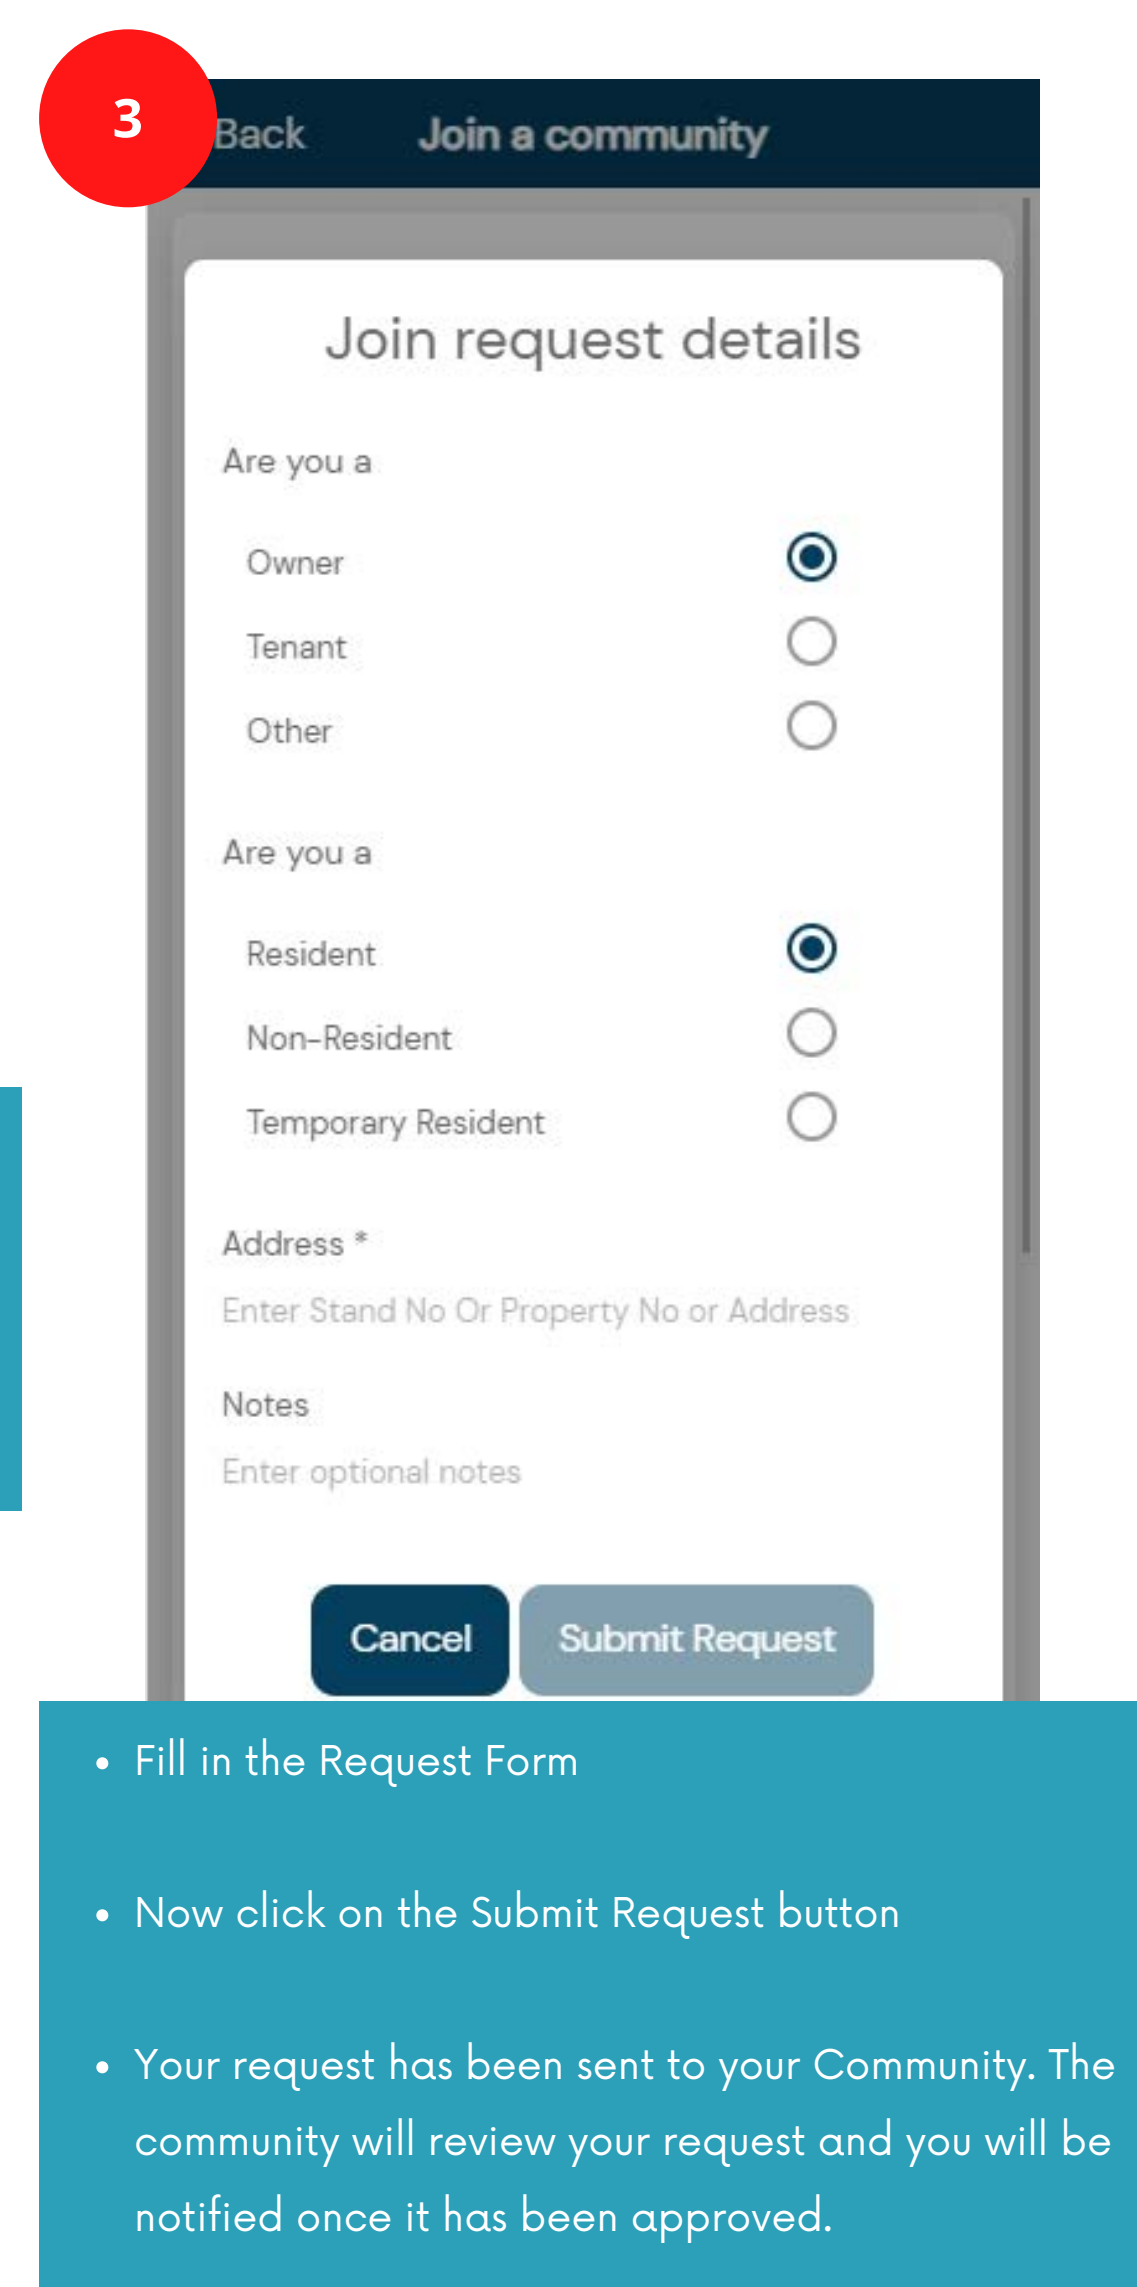 3
Back
Join a community
Join request details
Are you a
Owner
Tenant
Other
Are you a
Resident
Non-Resident
Temporary Resident
Address *
Enter Stand No Or Property No or Address
Notes
Enter optional notes
Cancel
Submit Request
• Fill in the Request Form
• Now click on the Submit Request button
• Your request has been sent to your Community. The
community will review your request and you will be
notified once it has been approved.